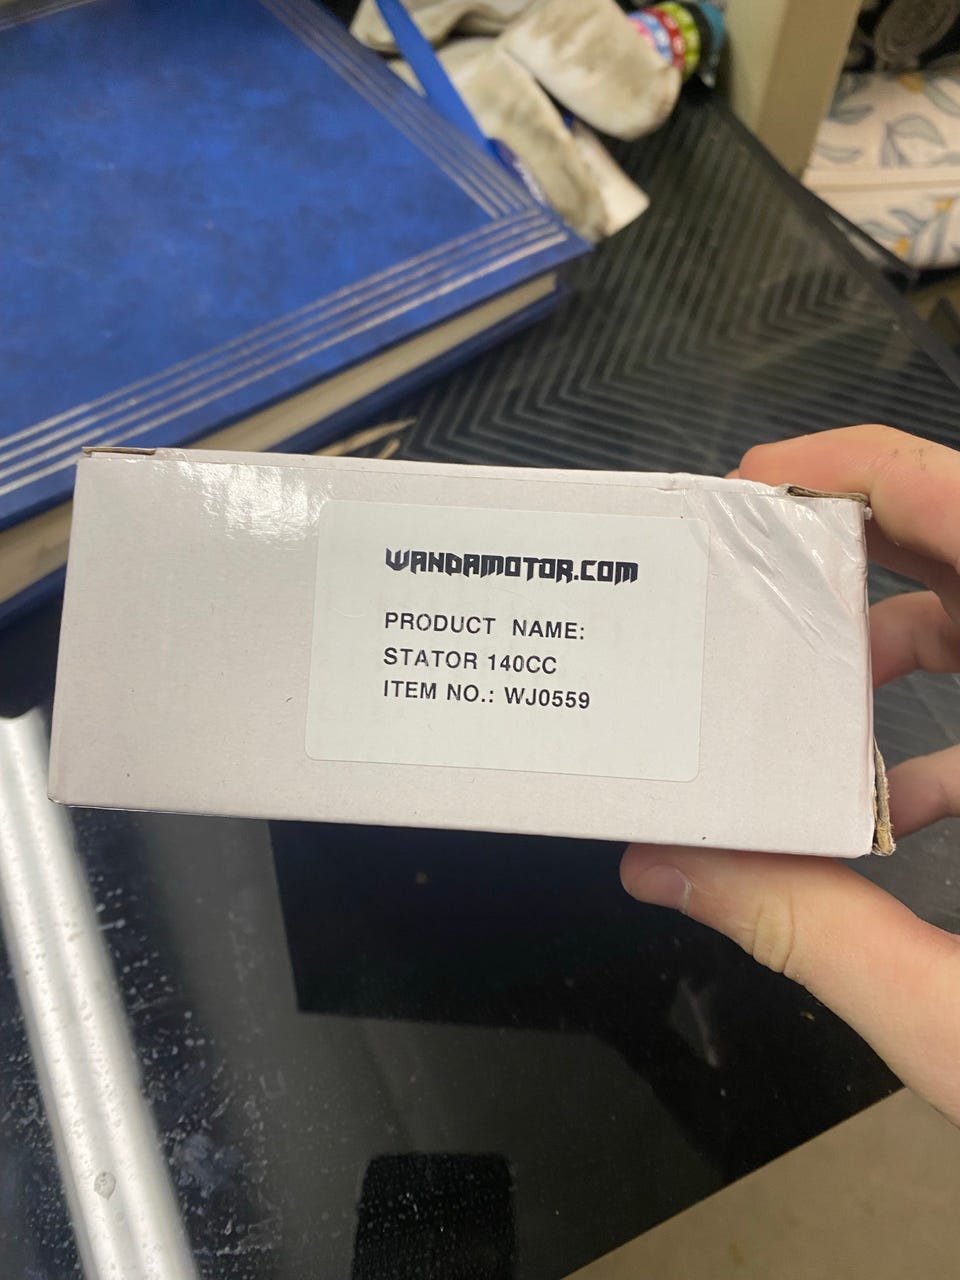 WANDAMOTOR.COM
PRODUCT NAME:
STATOR 140CC
ITEM NO.: WJ0559